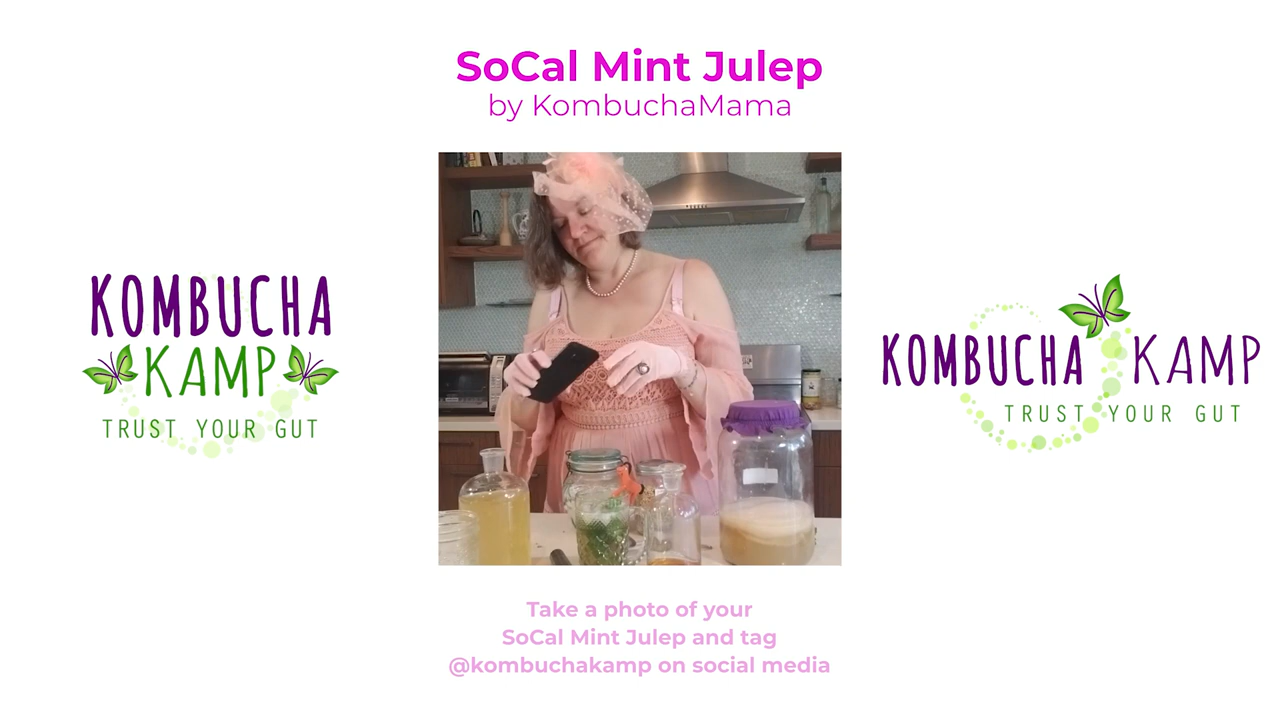 SoCal Mint Julep
by KombuchaMama
KOMBUCHA
KAMP
TRUST YOUR GUT
KOMBUCHA KAMP
TRUST YOUR GUT
Take a photo of your
SoCal Mint Julep and tag
@kombuchakamp on social media